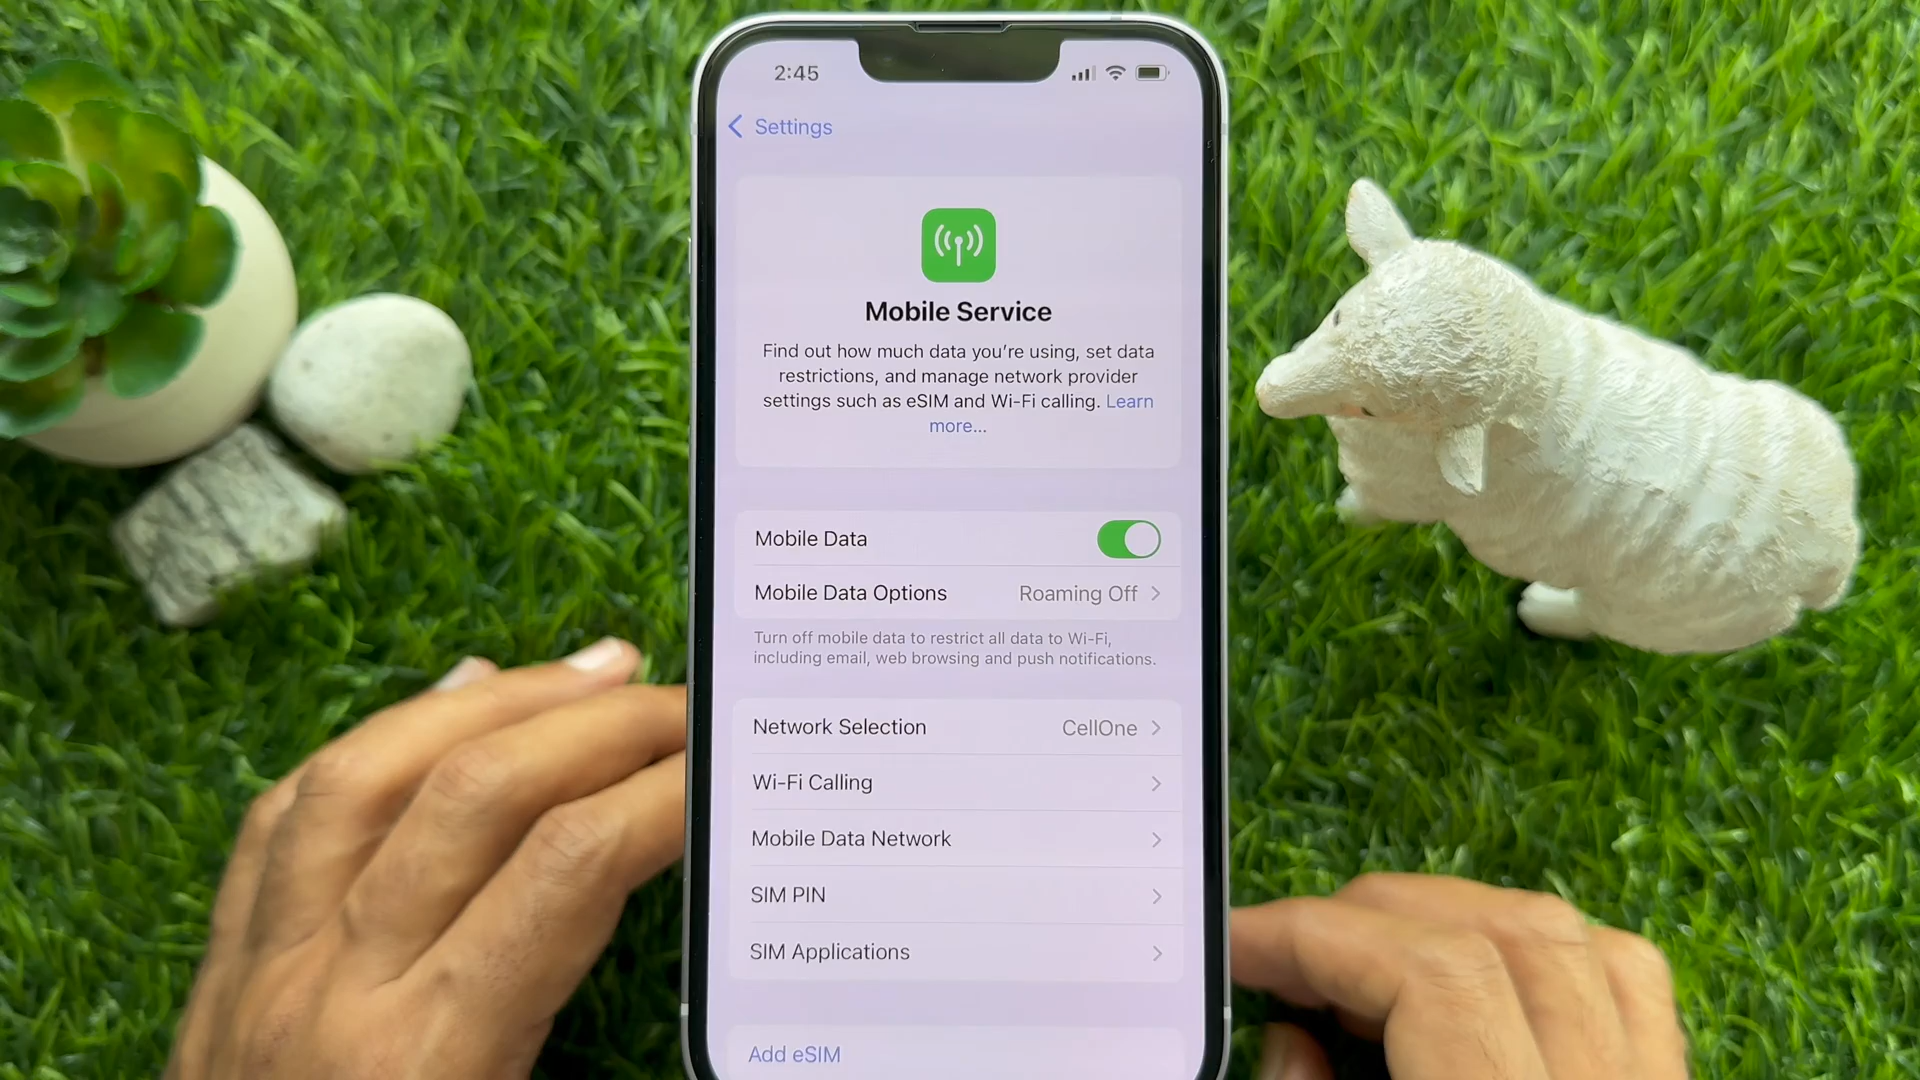 2:45
Settings
Mobile Service
Find out how much data you're using, set data
restrictions, and manage network provider
settings such as eSIM and Wi-Fi calling. Learn
more...
Mobile Data
Mobile Data Options Roaming Off
Turn off mobile data to restrict all data to Wi-Fi,
including email, web browsing and push notifications.
Network Selection CellOne
Wi-Fi Calling
Mobile Data Network
SIM PIN
SIM Applications
Add eSIM